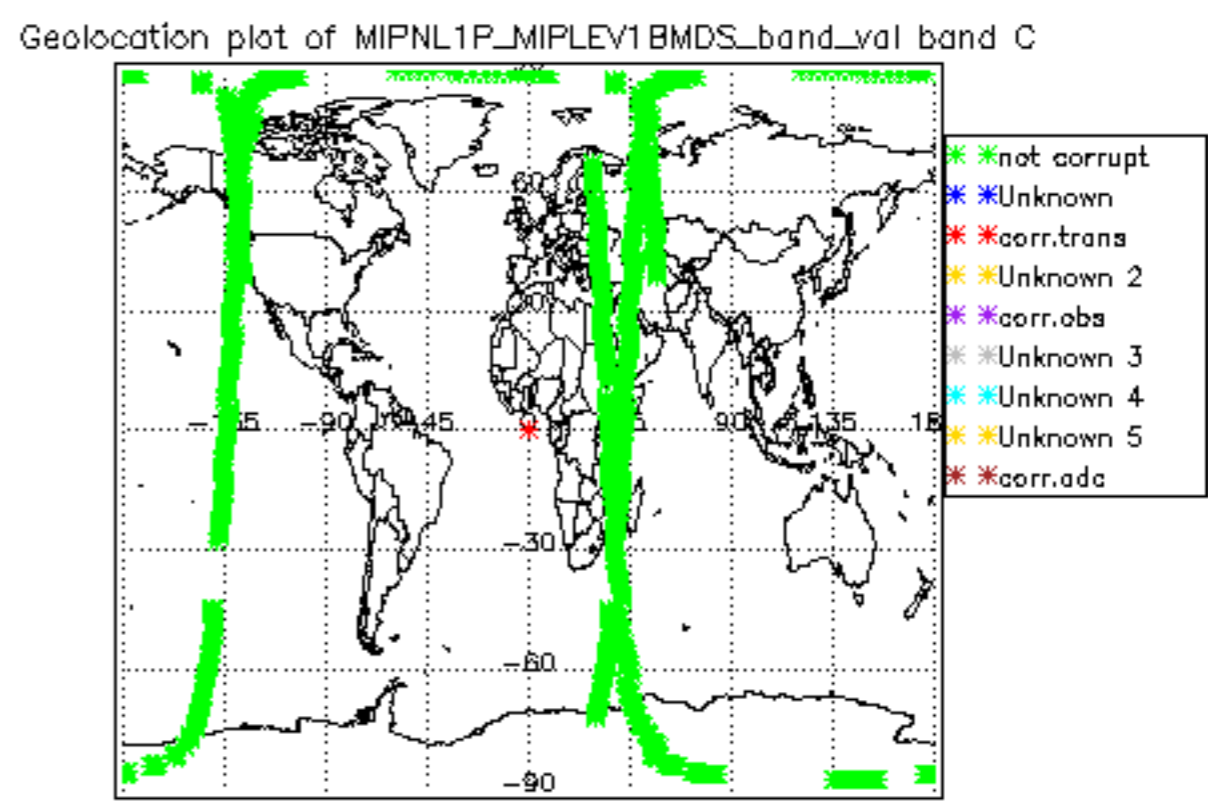 Geolocation plot of MIPNL1P_MIPLEV1BMDS_band_val band C
not corrupt
Unknown
corr.trans
Unknown 2
corr.obs
Unknown 3
Unknown 4
Unknown 5
corr.adc
60
-90
-45
90
135
-30
-60
-90